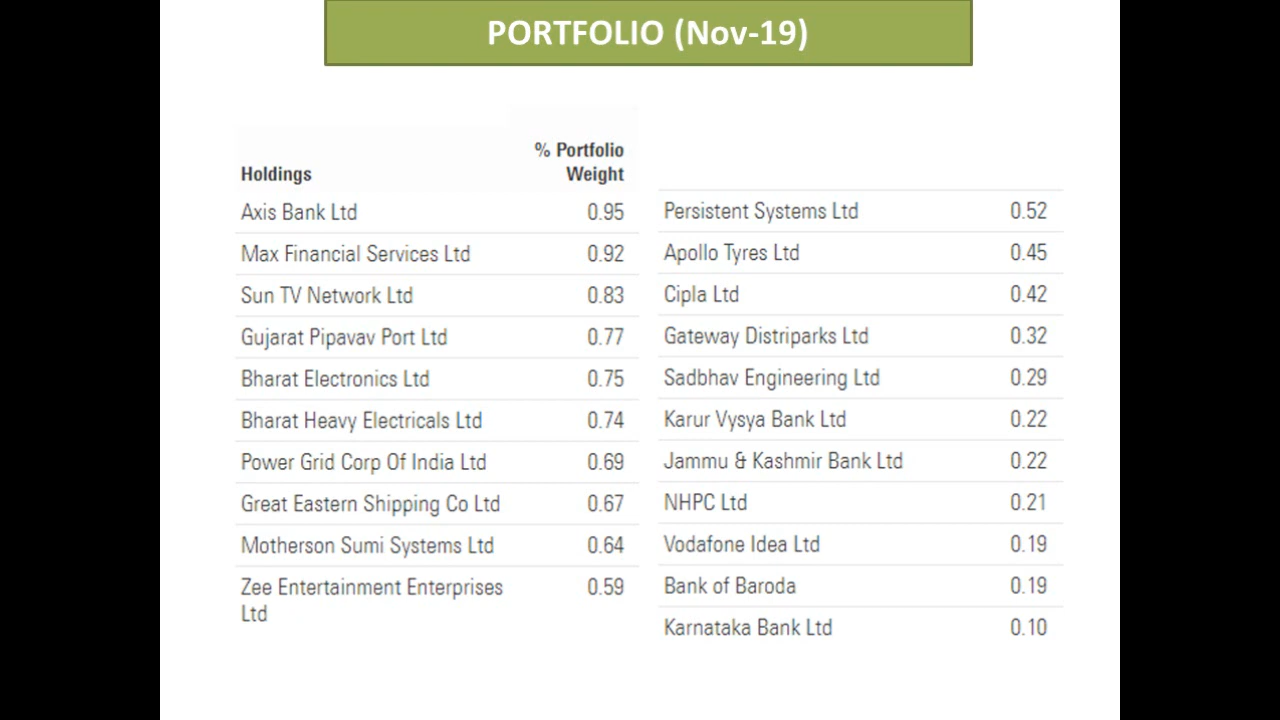 PORTFOLIO (Nov-19)
% Portfolio
Holdings Weight
Axis Bank Ltd 0.95
Max Financial Services Ltd 0.92
Sun TV Network Ltd 0.83
Gujarat Pipavav Port Ltd 0.77
Bharat Electronics Ltd 0.75
Bharat Heavy Electricals Ltd 0.74
Power Grid Corp Of India Ltd 0.69
Great Eastern Shipping Co Ltd 0.67
Motherson Sumi Systems Ltd 0.64
Zee Entertainment Enterprises 0.59
Ltd
Persistent Systems Ltd 0.52
Apollo Tyres Ltd 0.45
Cipla Ltd 0.42
Gateway Distriparks Ltd 0.32
Sadbhav Engineering Ltd 0.29
Karur Vysya Bank Ltd 0.22
Jammu & Kashmir Bank Ltd 0.22
NHPC Ltd 0.21
Vodafone Idea Ltd 0.19
Bank of Baroda 0.19
Karnataka Bank Ltd 0.10